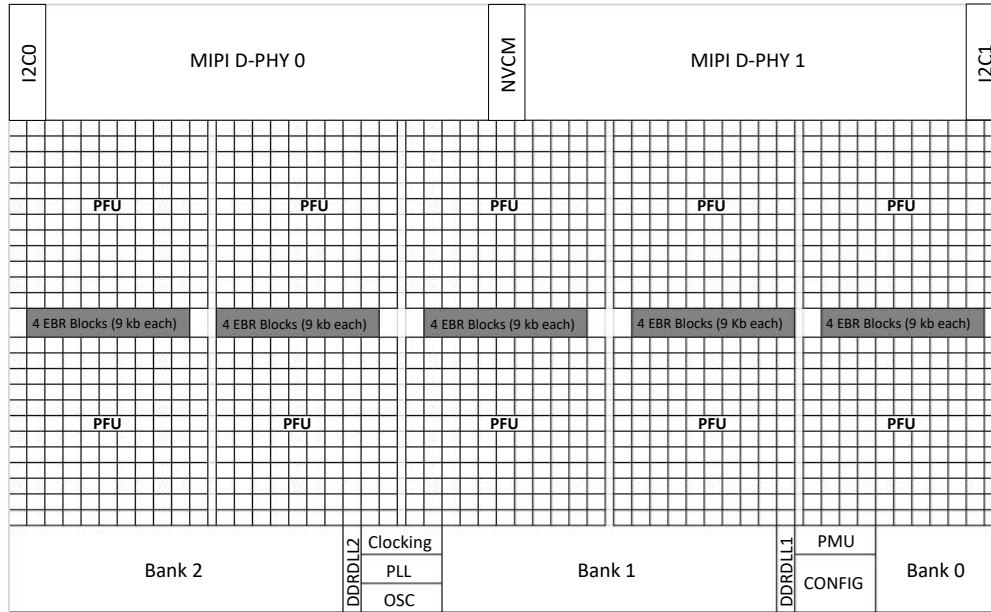 I2C0
MIPI D-PHY 0
NVCM
MIPI D-PHY 1
I2C1
PFU
PFU
PFU
PFU
PFU
4 EBR Blocks (9 kb each)
4 EBR Blocks (9 kb each)
4 EBR Blocks (9 kb each)
4 EBR Blocks (9 Kb each)
4 EBR Blocks (9 kb each)
PFU
PFU
PFU
PFU
PFU
Bank 2
DDRDLL2
Clocking
PLL
OSC
Bank 1
DDRDLL1
PMU
CONFIG
Bank 0